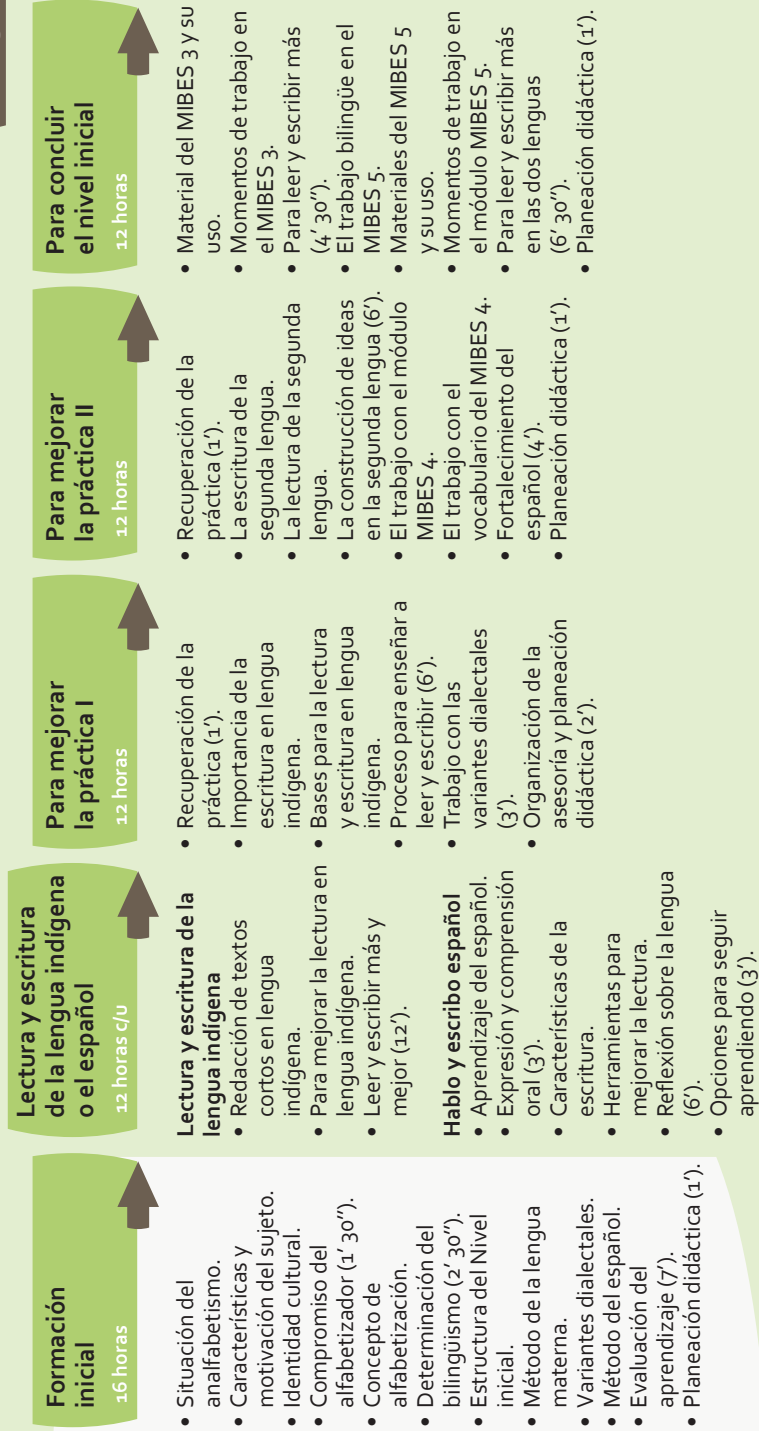 Formación
inicial
16 horas
• Situación del
analfabetismo.
• Características y
motivación del sujeto.
• Identidad cultural.
• Compromiso del
alfabetizador (1’ 30’’).
• Concepto de
alfabetización.
• Determinación del
bilingüismo (2’ 30’’).
• Estructura del Nivel
inicial.
• Método de la lengua
materna.
• Variantes dialectales.
• Método del español.
• Evaluación del
aprendizaje (7’).
• Planeación didáctica (1’).
Lectura y escritura
de la lengua indígena
o el español
12 horas c/u
Lectura y escritura de la
lengua indígena
• Redacción de textos
cortos en lengua
indígena.
• Para mejorar la lectura en
lengua indígena.
• Leer y escribir más y
mejor (12’).
Hablo y escribo español
• Aprendizaje del español.
• Expresión y comprensión
oral (3’).
• Características de la
escritura.
• Herramientas para
mejorar la lectura.
• Reflexión sobre la lengua
(6’).
• Opciones para seguir
aprendiendo (3’).
Para mejorar
la práctica I
12 horas
• Recuperación de la
práctica (1’).
• Importancia de la
escritura en lengua
indígena.
• Bases para la lectura
y escritura en lengua
indígena.
• Proceso para enseñar a
leer y escribir (6’).
• Trabajo con las
variantes dialectales
(3’).
• Organización de la
asesoría y planeación
didáctica (2’).
Para mejorar
la práctica II
12 horas
• Recuperación de la
práctica (1’).
• La escritura de la
segunda lengua.
• La lectura de la segunda
lengua.
• La construcción de ideas
en la segunda lengua (6’).
• El trabajo con el módulo
MIBES 4.
• El trabajo con el
vocabulario del MIBES 4.
• Fortalecimiento del
español (4’).
• Planeación didáctica (1’).
Para concluir
el nivel inicial
12 horas
• Material del MIBES 3 y su
uso.
• Momentos de trabajo en
el MIBES 3.
• Para leer y escribir más
(4’ 30’’).
• El trabajo bilingüe en el
MIBES 5.
• Materiales del MIBES 5
y su uso.
• Momentos de trabajo en
el módulo MIBES 5.
• Para leer y escribir más
en las dos lenguas
(6’ 30’’).
• Planeación didáctica (1’).